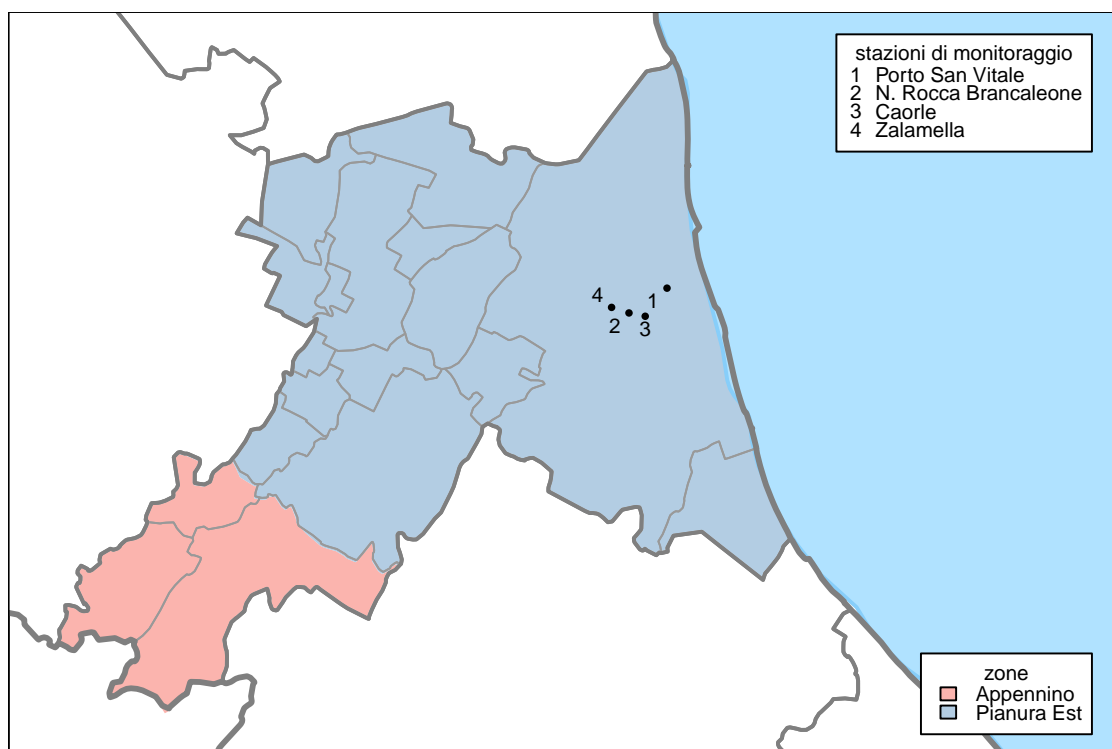 stazioni di monitoraggio
1 Porto San Vitale
2 N. Rocca Brancaleone
3 Caorle
4 Zalamella
4
1
2
3
zone
Appennino
Pianura Est